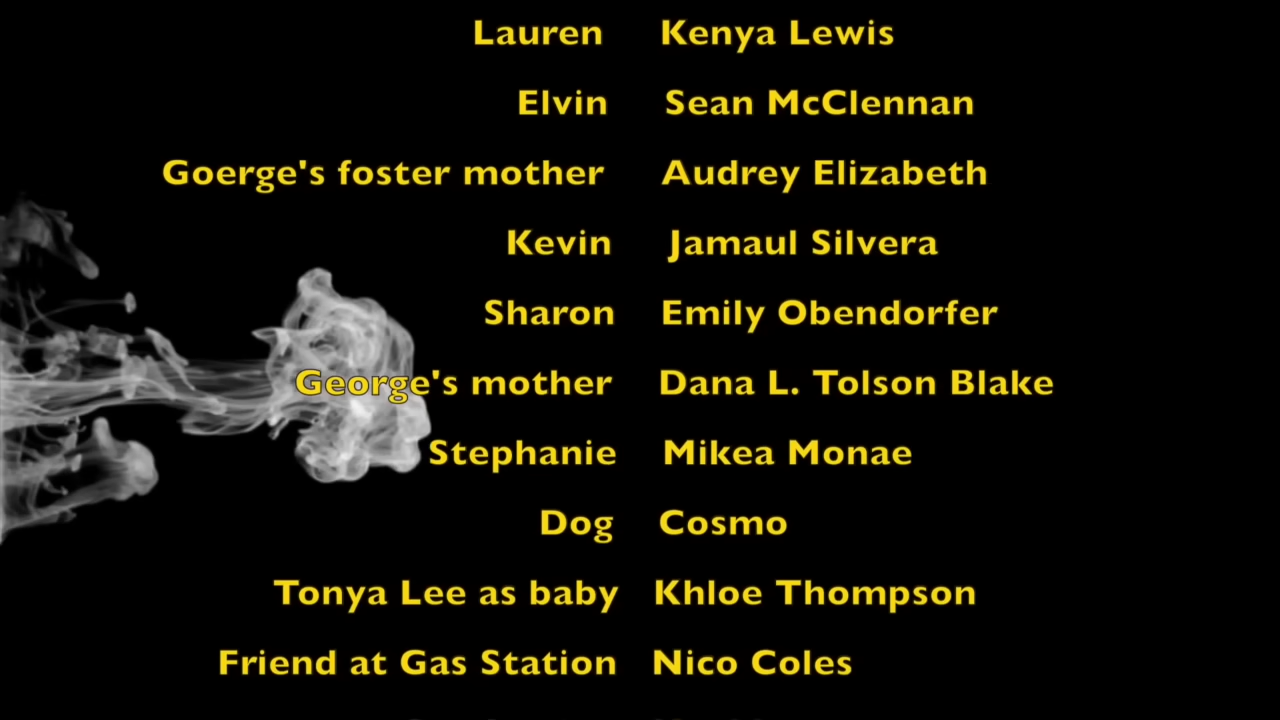 Lauren Kenya Lewis
Elvin Sean McClennan
Goerge's foster mother Audrey Elizabeth
Kevin Jamaul Silvera
Sharon Emily Obendorfer
George's mother Dana L. Tolson Blake
Stephanie Mikea Monae
Dog Cosmo
Tonya Lee as baby Khloe Thompson
Friend at Gas Station Nico Coles